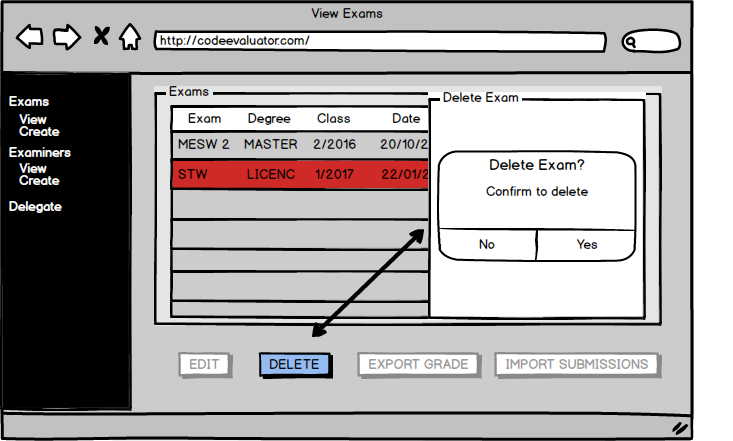 View Exams
http://codeevaluator.com/
Exams
View
Create
Examiners
View
Create
Delegate
Exams
Exam Degree Class Date
MESW 2 MASTER 2/2016 20/10/2
STW LICENC 1/2017 22/01/2
Delete Exam
Delete Exam?
Confirm to delete
No Yes
EDIT DELETE EXPORT GRADE IMPORT SUBMISSIONS